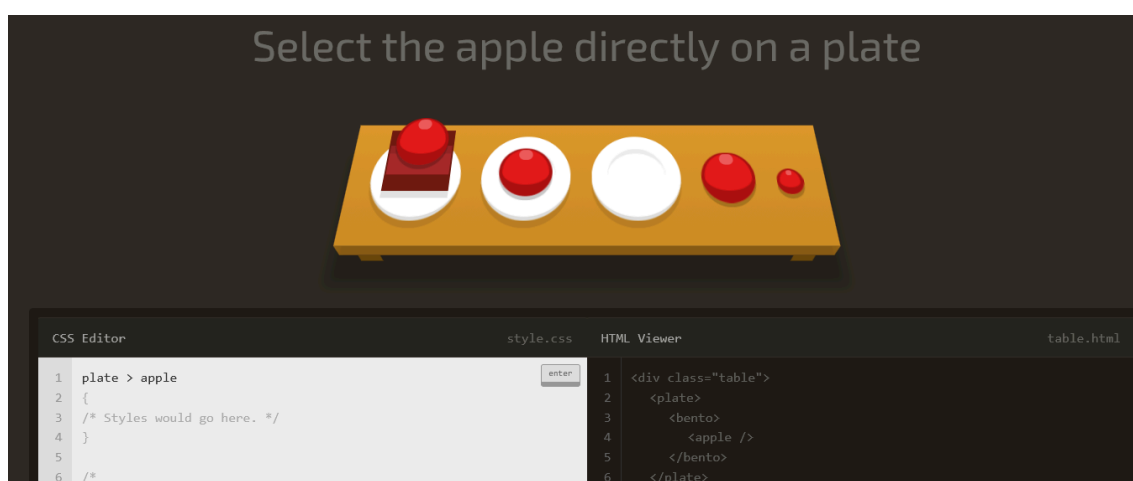 Select the apple directly on a plate
CSS Editor style.css HTML Viewer table.html
1 plate > apple enter
2 {
3 /* Styles would go here. */
4 }
5
6 /*
1 <div class="table">
2 <plate>
3 <bento>
4 <apple />
5 </bento>
6 </plate>